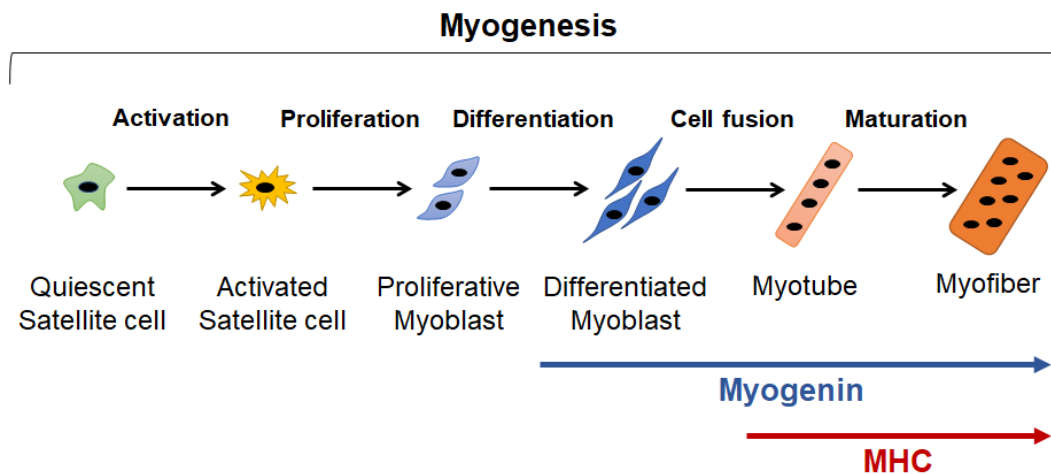 Myogenesis
Activation Proliferation Differentiation Cell fusion Maturation
Quiescent Satellite cell
Activated Satellite cell
Proliferative Myoblast
Differentiated Myoblast
Myotube
Myofiber
Myogenin
MHC